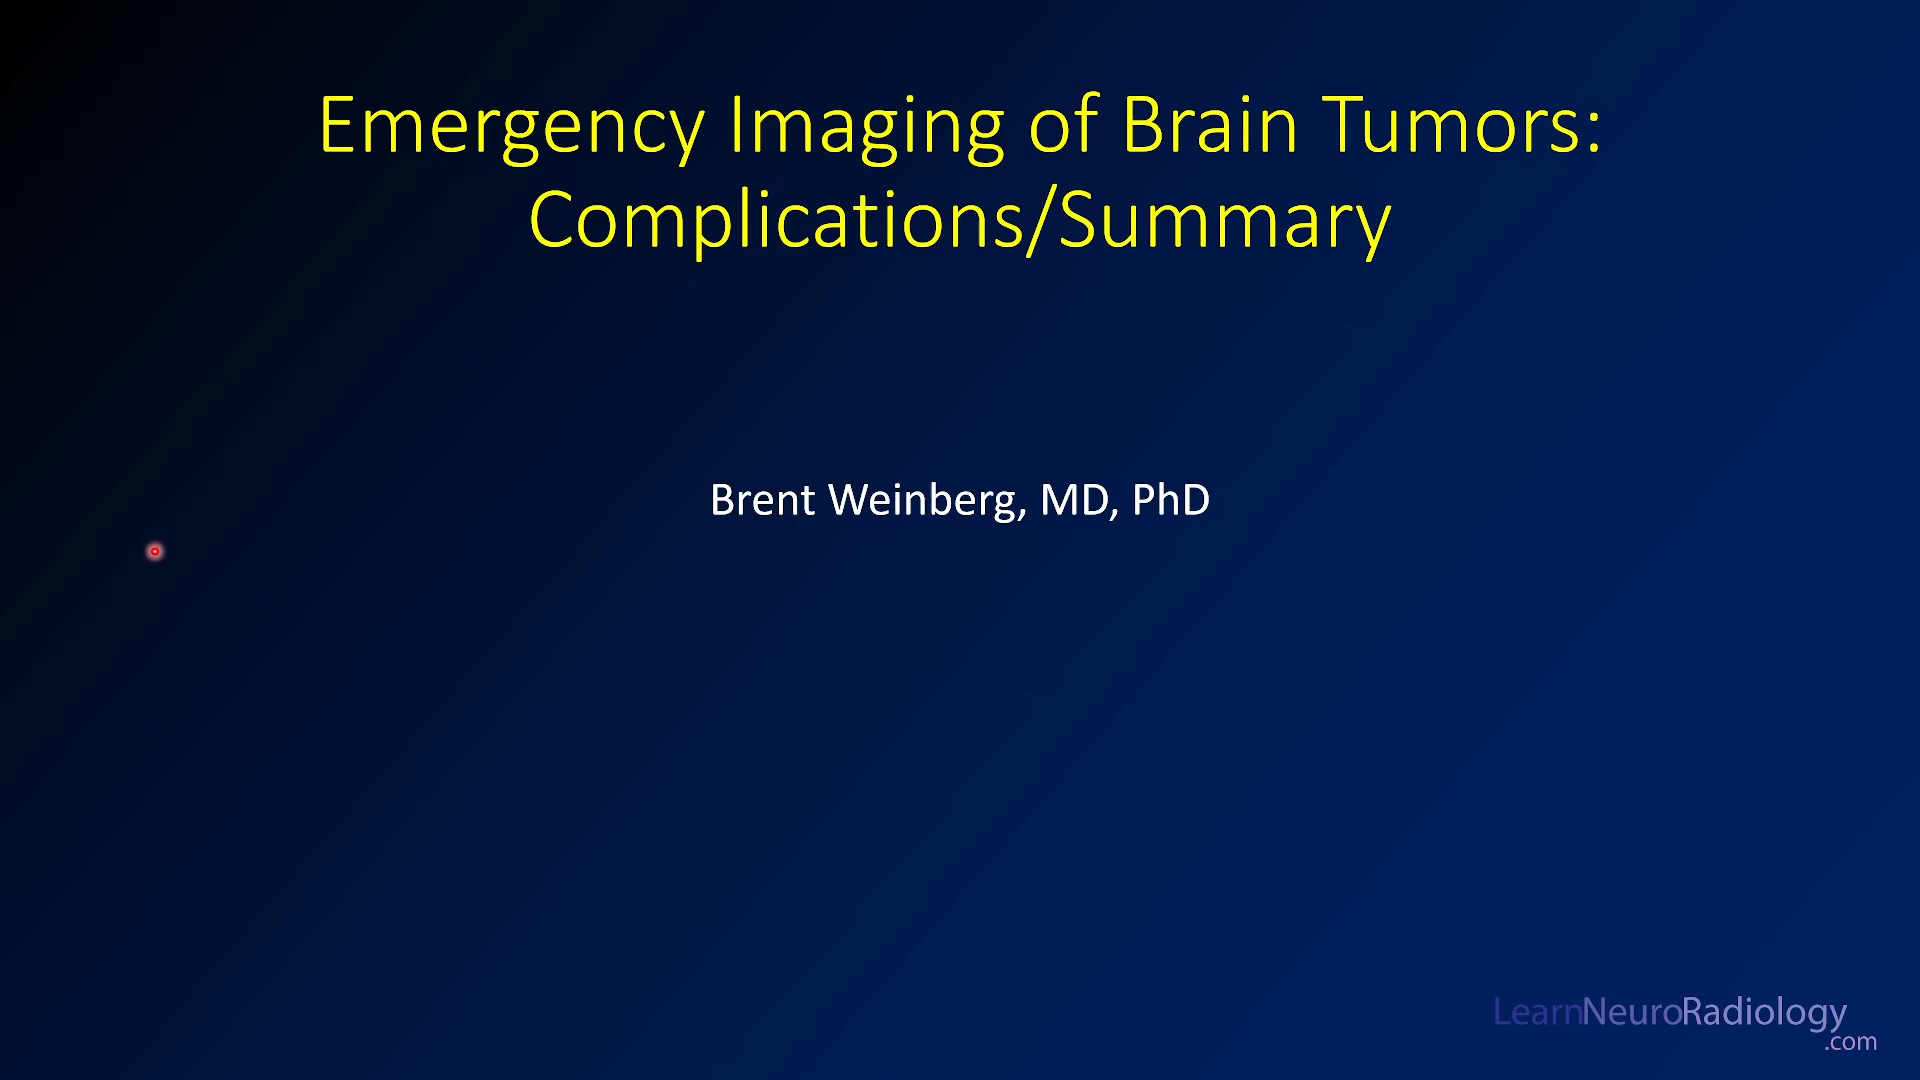 Emergency Imaging of Brain Tumors:
Complications/Summary
Brent Weinberg, MD, PhD
LearnNeuroRadiology
.com